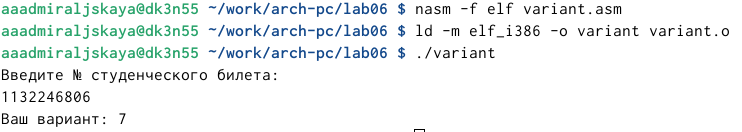 aaadmiraljskaya@dk3n55 ~/work/arch-pc/lab06 $ nasm -f elf variant.asm
aaadmiraljskaya@dk3n55 ~/work/arch-pc/lab06 $ ld -m elf_i386 -o variant variant.o
aaadmiraljskaya@dk3n55 ~/work/arch-pc/lab06 $ ./variant
Введите № студенческого билета:
1132246806
Ваш вариант: 7